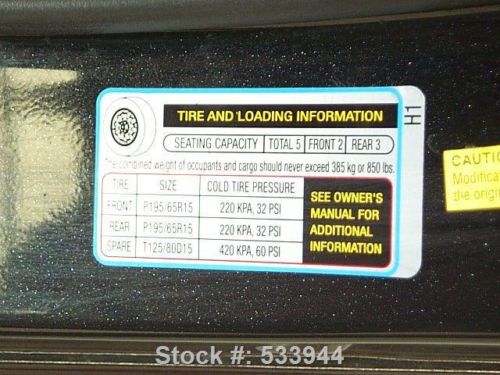 TIRE AND LOADING INFORMATION
SEATING CAPACITY TOTAL 5 FRONT 2 REAR 3
The combined weight of occupants and cargo should never exceed 385 kg or 850 lbs.
TIRE SIZE COLD TIRE PRESSURE
FRONT P195/65R15 220 KPA, 32 PSI
REAR P195/65R15 220 KPA, 32 PSI
SPARE T125/80D15 420 KPA, 60 PSI
SEE OWNER'S
MANUAL FOR
ADDITIONAL
INFORMATION
H1
CAUTIO
Modifica
the origin
Stock #: 533944